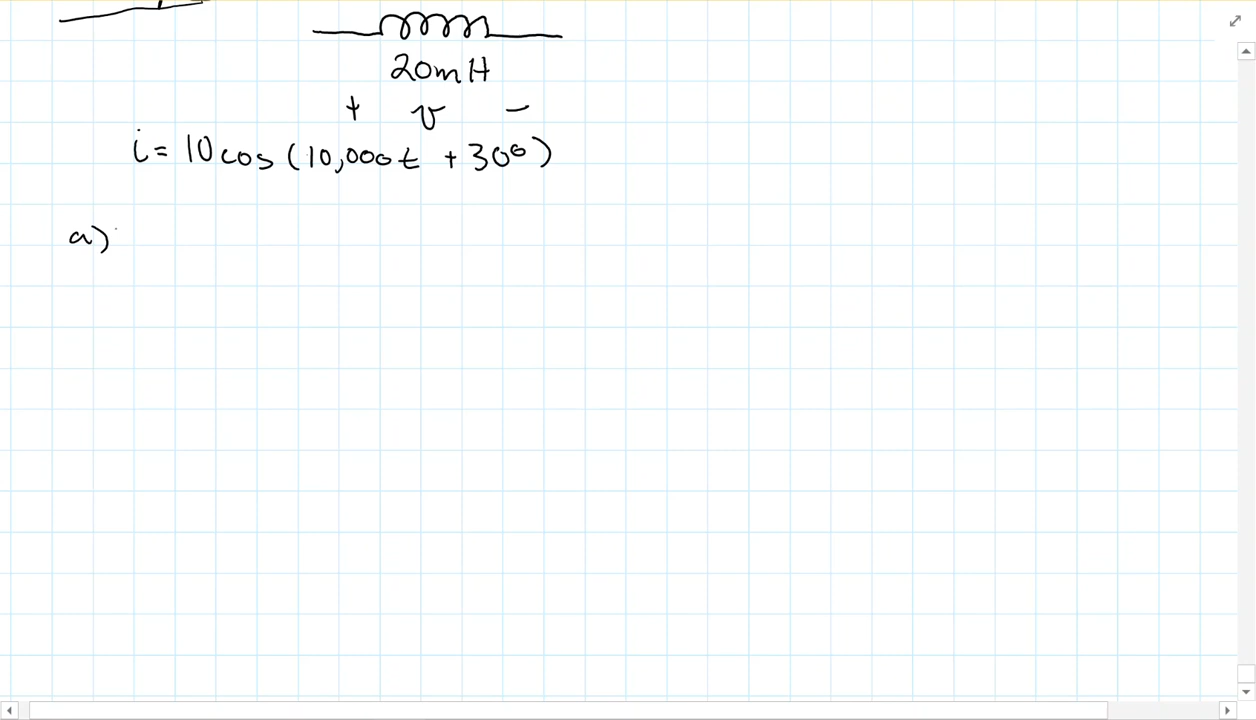 20mH
+ v −
i = 10 cos (10,000t + 30°)
a)